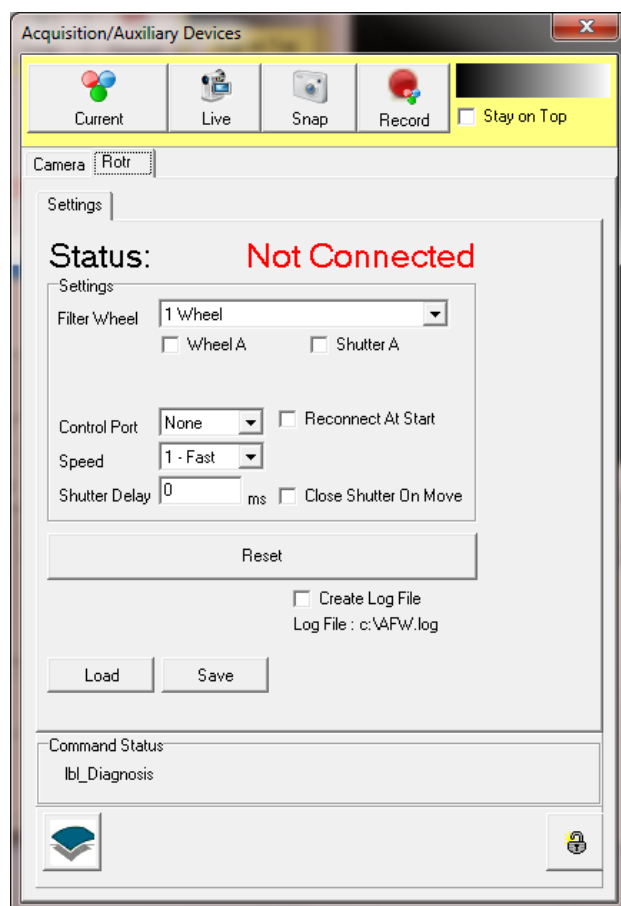 Acquisition/Auxiliary Devices
Current Live Snap Record Stay on Top
Camera Rotr
Settings
Status: Not Connected
Settings
Filter Wheel 1 Wheel
Wheel A Shutter A
Control Port None Reconnect At Start
Speed 1 - Fast
Shutter Delay 0 ms Close Shutter On Move
Reset
Create Log File
Log File : c:\AFW.log
Load Save
Command Status
lbl_Diagnosis